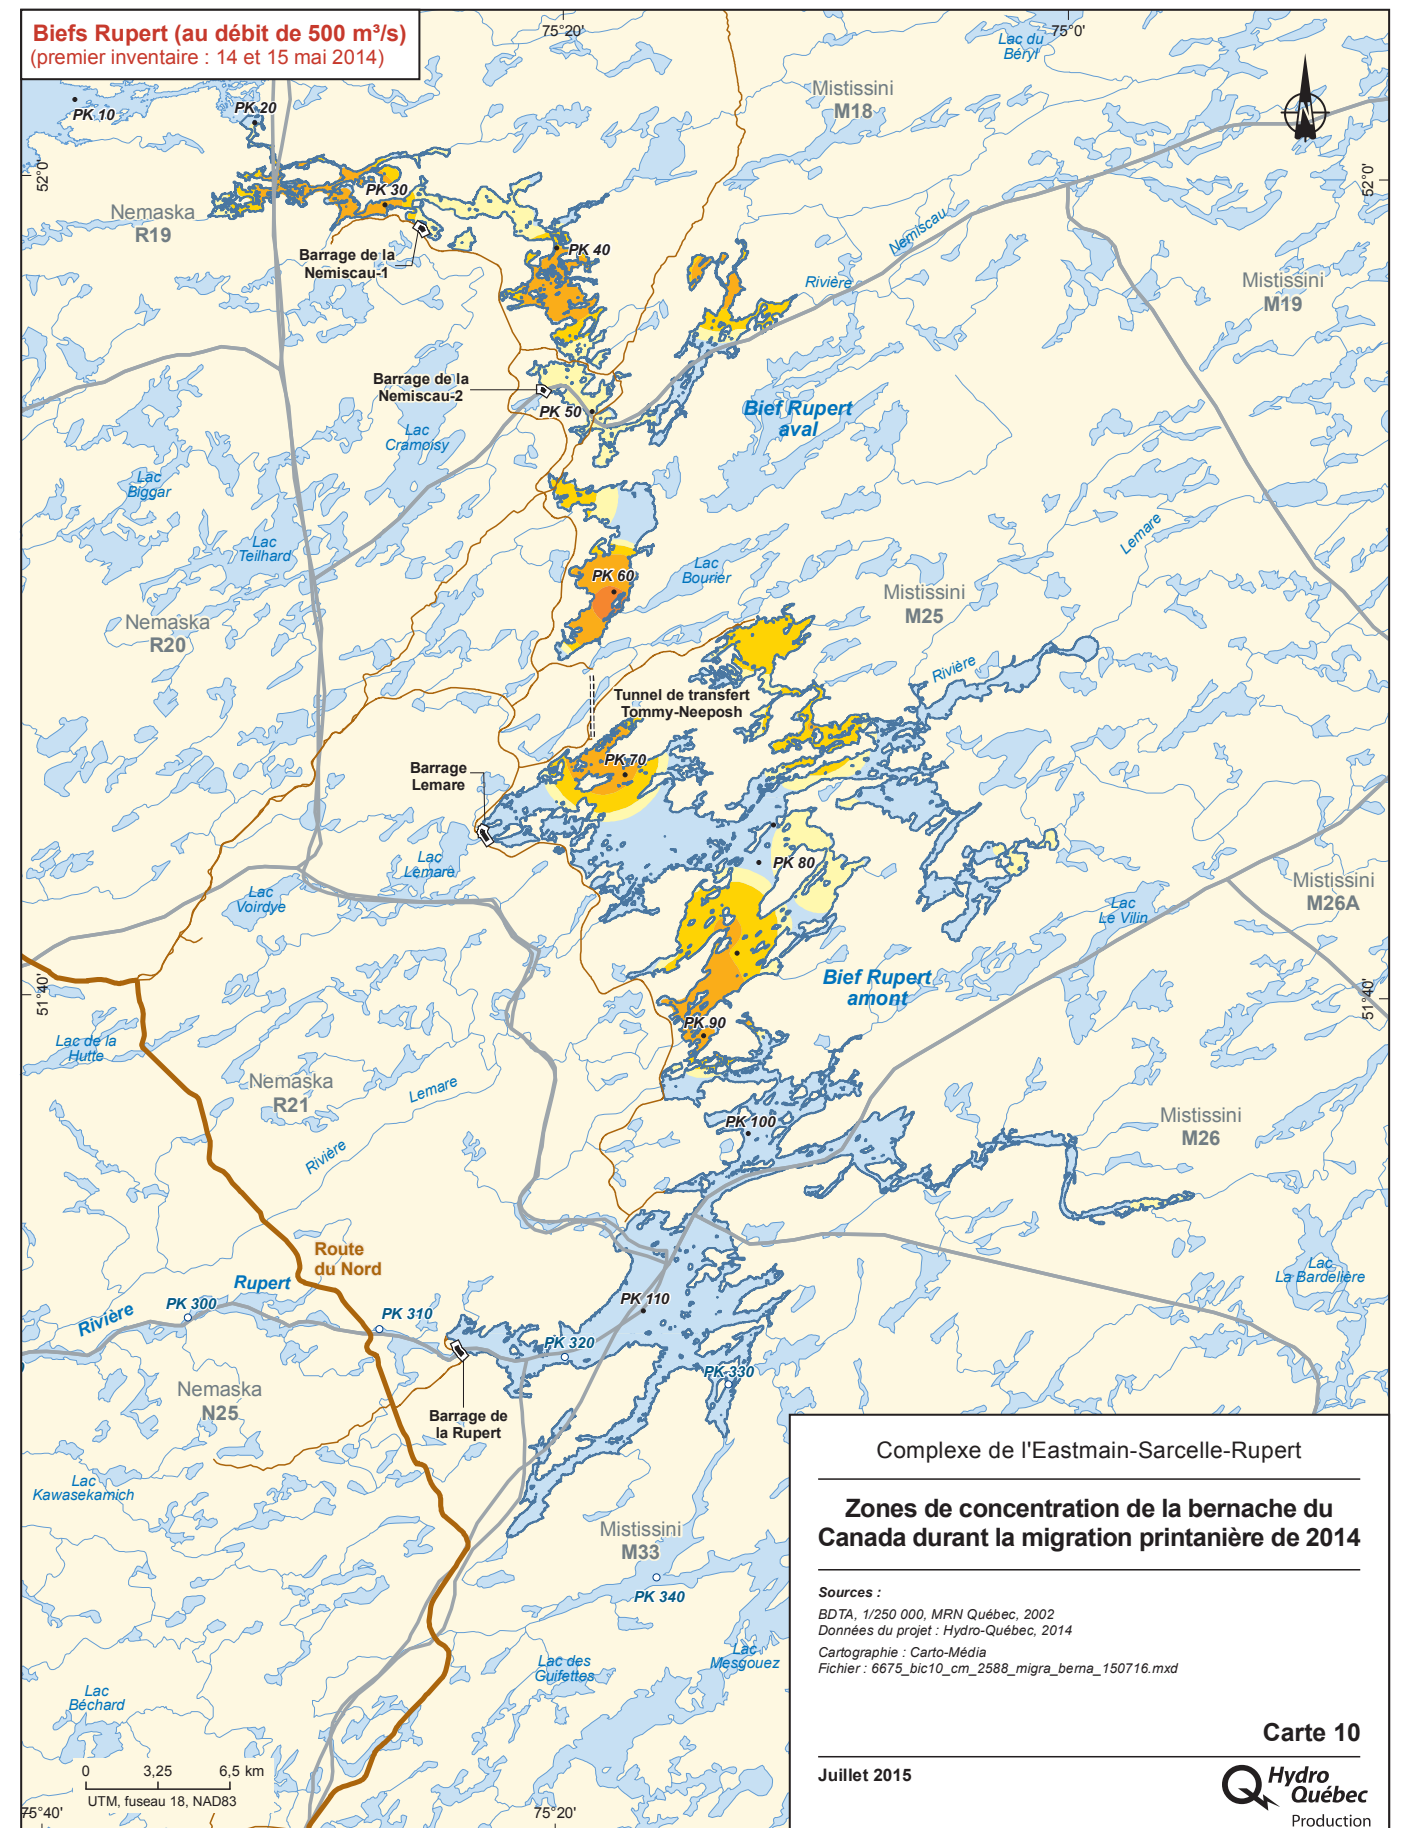 Biefs Rupert (au débit de 500 m³/s)
(premier inventaire : 14 et 15 mai 2014)
75°20'
75°0'
Lac du
Béryl
Mistissini
M18
PK 10
PK 20
52°0'
52°0'
PK 30
Nemaska
R19
Barrage de la
Nemiscau-1
PK 40
Nemiscau
Rivière
Mistissini
M19
Barrage de la
Nemiscau-2
PK 50
Bief Rupert
aval
Lac
Cramoisy
Lac
Biggar
Lac
Teilhard
Lemare
Lac
Bourier
PK 60
Mistissini
M25
Nemaska
R20
Rivière
Tunnel de transfert
Tommy-Neeposh
PK 70
Barrage
Lemare
Lac
Lemare
PK 80
Lac
Voirdye
Mistissini
M26A
Lac
Le Vilin
Bief Rupert
amont
51°40'
51°40'
PK 90
Lac de la
Hutte
Nemaska
R21
Lemare
Rivière
PK 100
Mistissini
M26
Route
du Nord
Lac
La Bardelière
Rupert
Rivière
PK 300
PK 310
PK 110
PK 320
PK 330
Nemaska
N25
Barrage de
la Rupert
Lac
Kawasekamich
Mistissini
M33
PK 340
Lac des
Guifettes
Lac
Mesgouez
Lac
Béchard
0 3,25 6,5 km
UTM, fuseau 18, NAD83
75°40'
75°20'
Complexe de l'Eastmain-Sarcelle-Rupert
Zones de concentration de la bernache du
Canada durant la migration printanière de 2014
Sources :
BDTA, 1/250 000, MRN Québec, 2002
Données du projet : Hydro-Québec, 2014
Cartographie : Carto-Média
Fichier : 6675_bic10_cm_2588_migra_berna_150716.mxd
Carte 10
Juillet 2015
Hydro
Québec
Production